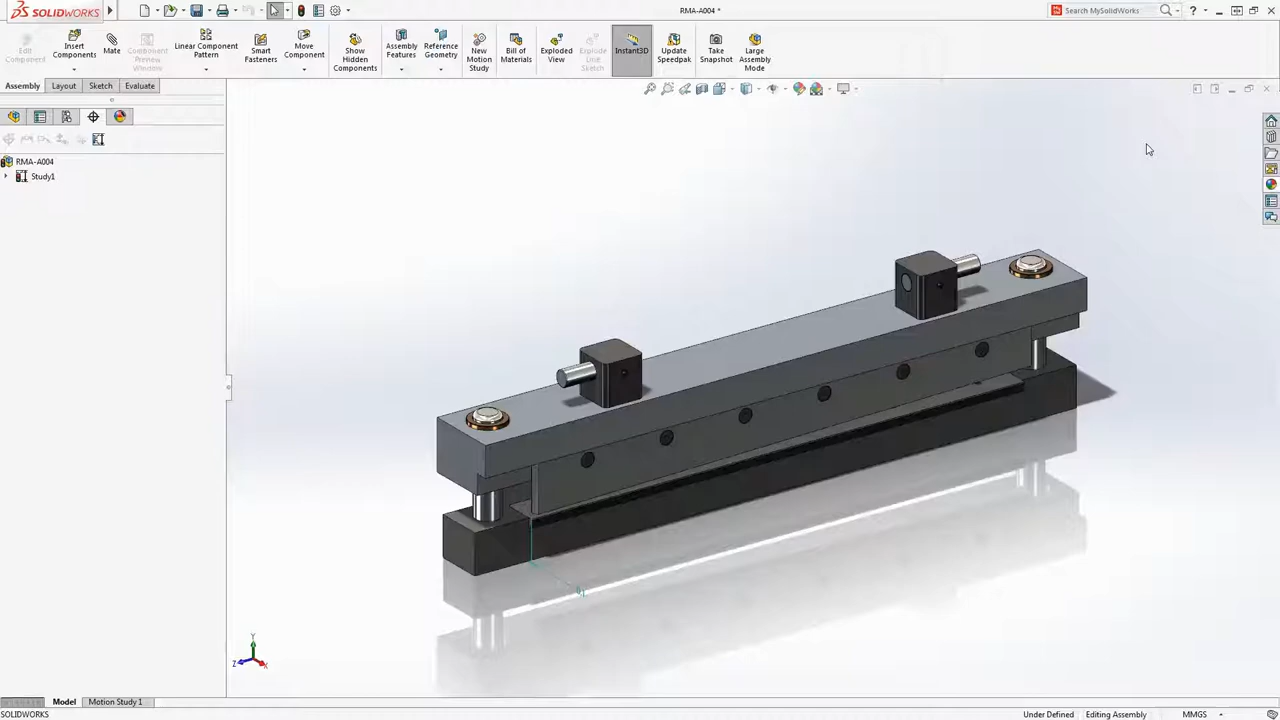 SOLIDWORKS
RMA-A004 *
Search MySolidWorks
Edit Component
Insert Components
Mate
Component Preview Window
Linear Component Pattern
Smart Fasteners
Move Component
Show Hidden Components
Assembly Features
Reference Geometry
New Motion Study
Bill of Materials
Exploded View
Explode Line Sketch
Instant3D
Update Speedpak
Take Snapshot
Large Assembly Mode
Assembly
Layout
Sketch
Evaluate
RMA-A004
Study1
Y
Z
X
Model
Motion Study 1
SOLIDWORKS
Under Defined
Editing Assembly
MMGS